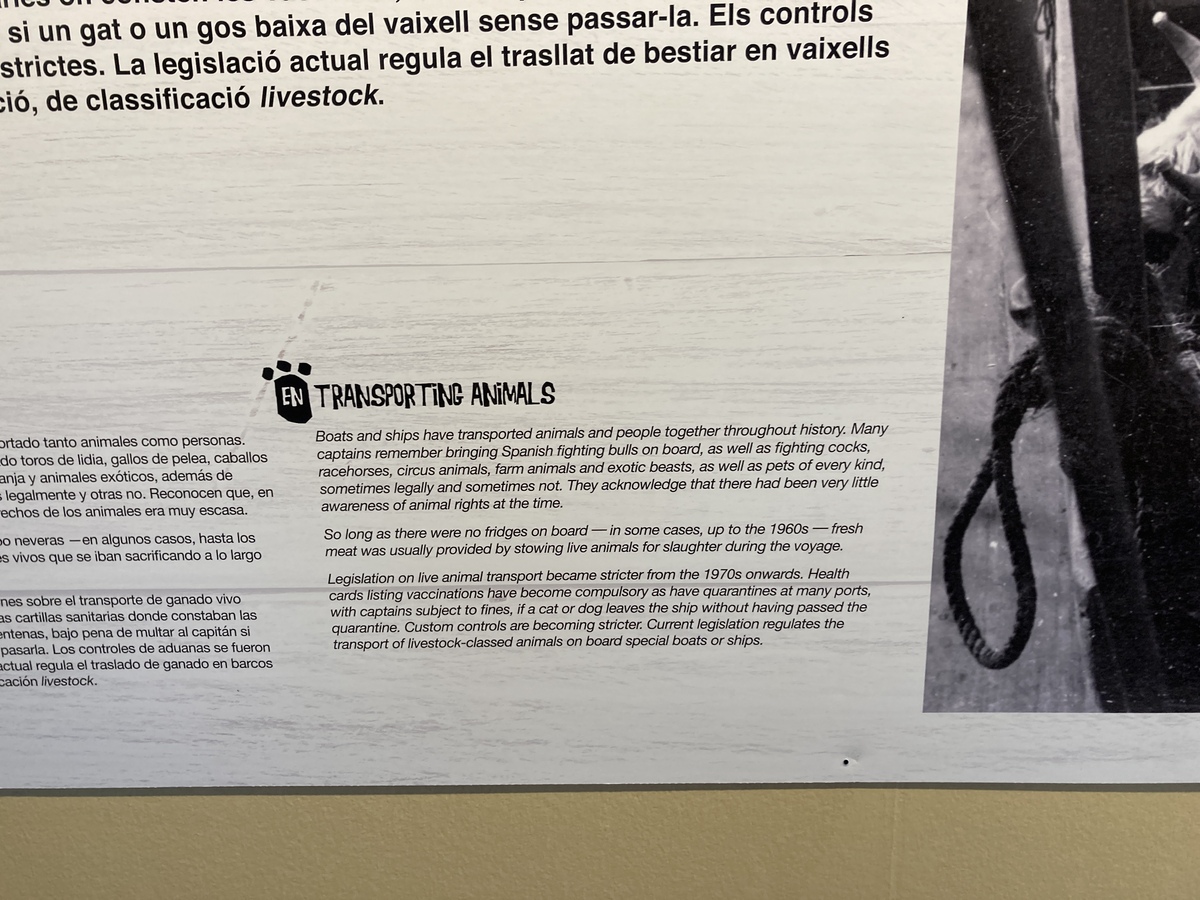 si un gat o un gos baixa del vaixell sense passar-la. Els controls
strictes. La legislació actual regula el trasllat de bestiar en vaixells
ció, de classificació livestock.
EN TRANSPORTING ANIMALS
ortado tanto animales como personas.
do toros de lidia, gallos de pelea, caballos
anja y animales exóticos, además de
s legalmente y otras no. Reconocen que, en
echos de los animales era muy escasa.
bo neveras —en algunos casos, hasta los
es vivos que se iban sacrificando a lo largo
nes sobre el transporte de ganado vivo
as cartillas sanitarias donde constaban las
entenas, bajo pena de multar al capitán si
pasarla. Los controles de aduanas se fueron
actual regula el traslado de ganado en barcos
cación livestock.
Boats and ships have transported animals and people together throughout history. Many
captains remember bringing Spanish fighting bulls on board, as well as fighting cocks,
racehorses, circus animals, farm animals and exotic beasts, as well as pets of every kind,
sometimes legally and sometimes not. They acknowledge that there had been very little
awareness of animal rights at the time.
So long as there were no fridges on board — in some cases, up to the 1960s — fresh
meat was usually provided by stowing live animals for slaughter during the voyage.
Legislation on live animal transport became stricter from the 1970s onwards. Health
cards listing vaccinations have become compulsory as have quarantines at many ports,
with captains subject to fines, if a cat or dog leaves the ship without having passed the
quarantine. Custom controls are becoming stricter. Current legislation regulates the
transport of livestock-classed animals on board special boats or ships.